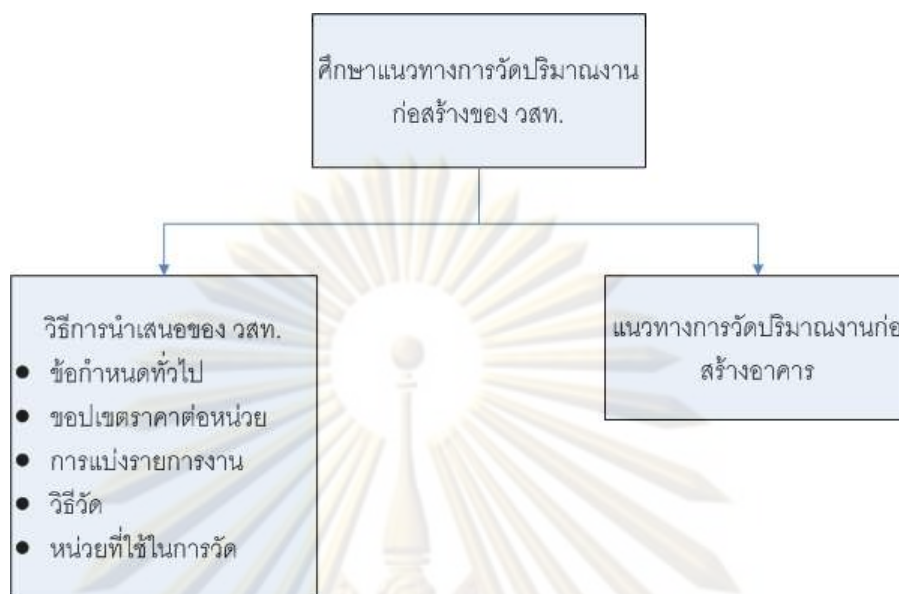 ศึกษาแนวทางการวัดปริมาณงาน
ก่อสร้างของ วสท.
วิธีการนำเสนอของ วสท.
● ข้อกำหนดทั่วไป
● ขอปเขตราคาต่อหน่วย
● การแบ่งรายการงาน
● วิธีวัด
● หน่วยที่ใช้ในการวัด
แนวทางการวัดปริมาณงานก่อ
สร้างอาคาร